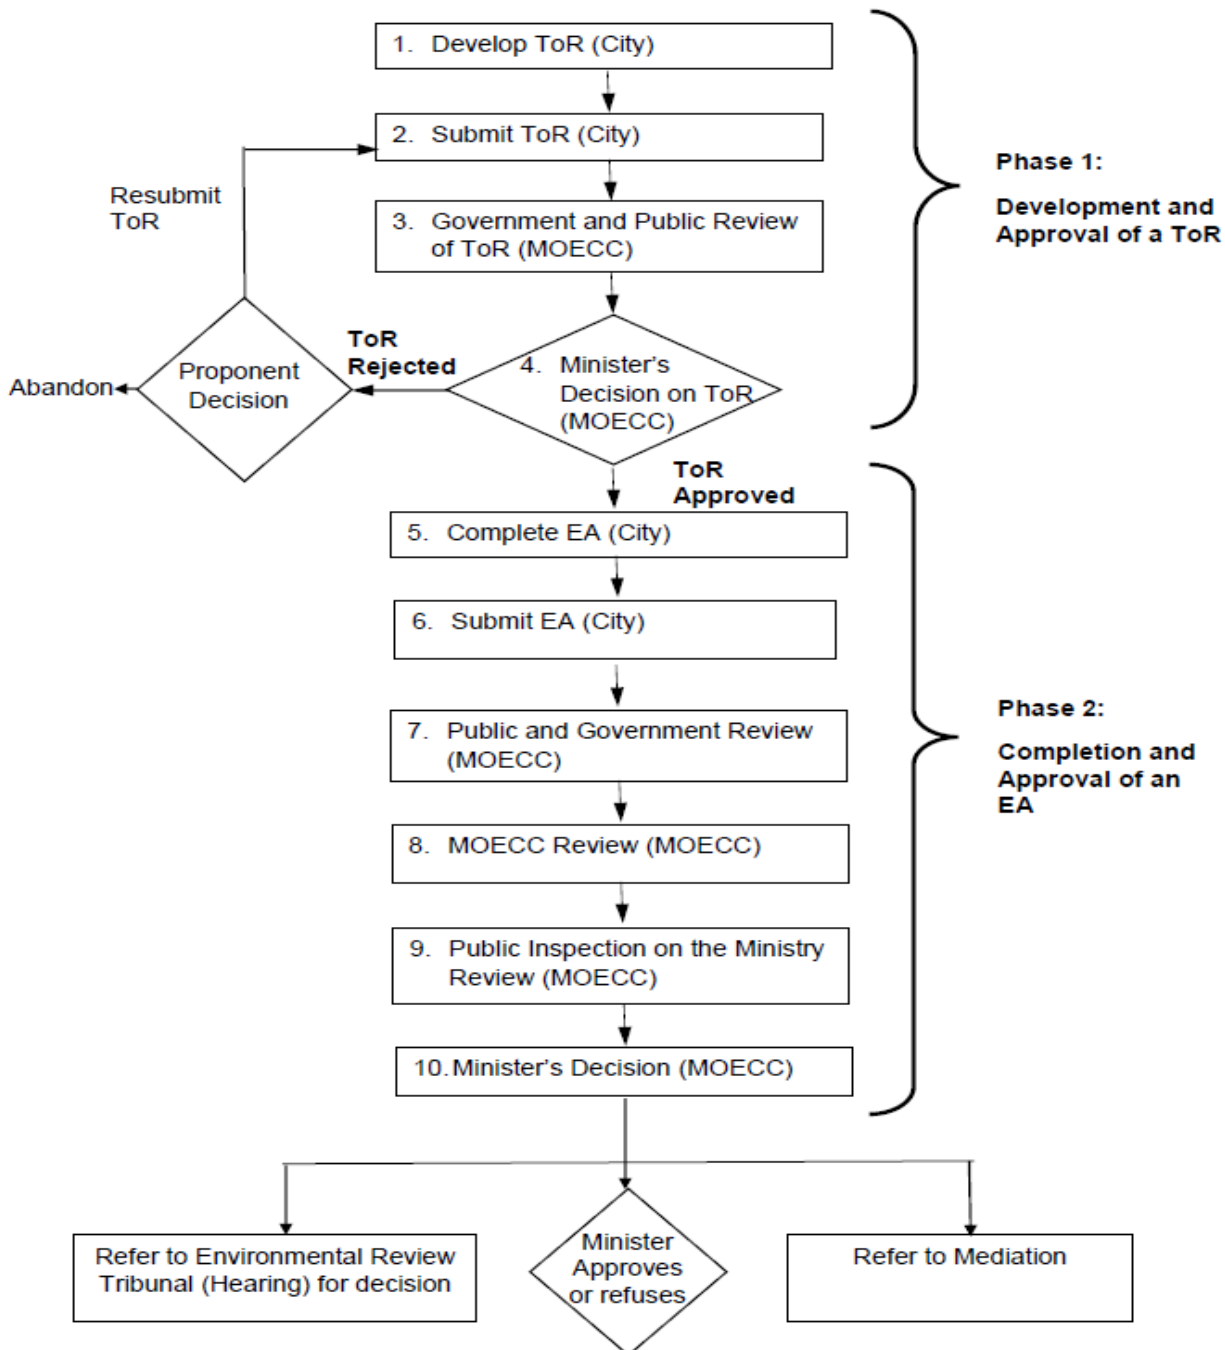 1. Develop ToR (City)
2. Submit ToR (City)
Resubmit
ToR
3. Government and Public Review
of ToR (MOECC)
Phase 1:
Development and
Approval of a ToR
ToR
Rejected
4. Minister's
Decision on ToR
(MOECC)
Proponent
Decision
Abandon
ToR
Approved
5. Complete EA (City)
6. Submit EA (City)
7. Public and Government Review
(MOECC)
Phase 2:
Completion and
Approval of an
EA
8. MOECC Review (MOECC)
9. Public Inspection on the Ministry
Review (MOECC)
10. Minister's Decision (MOECC)
Refer to Environmental Review
Tribunal (Hearing) for decision
Minister
Approves
or refuses
Refer to Mediation